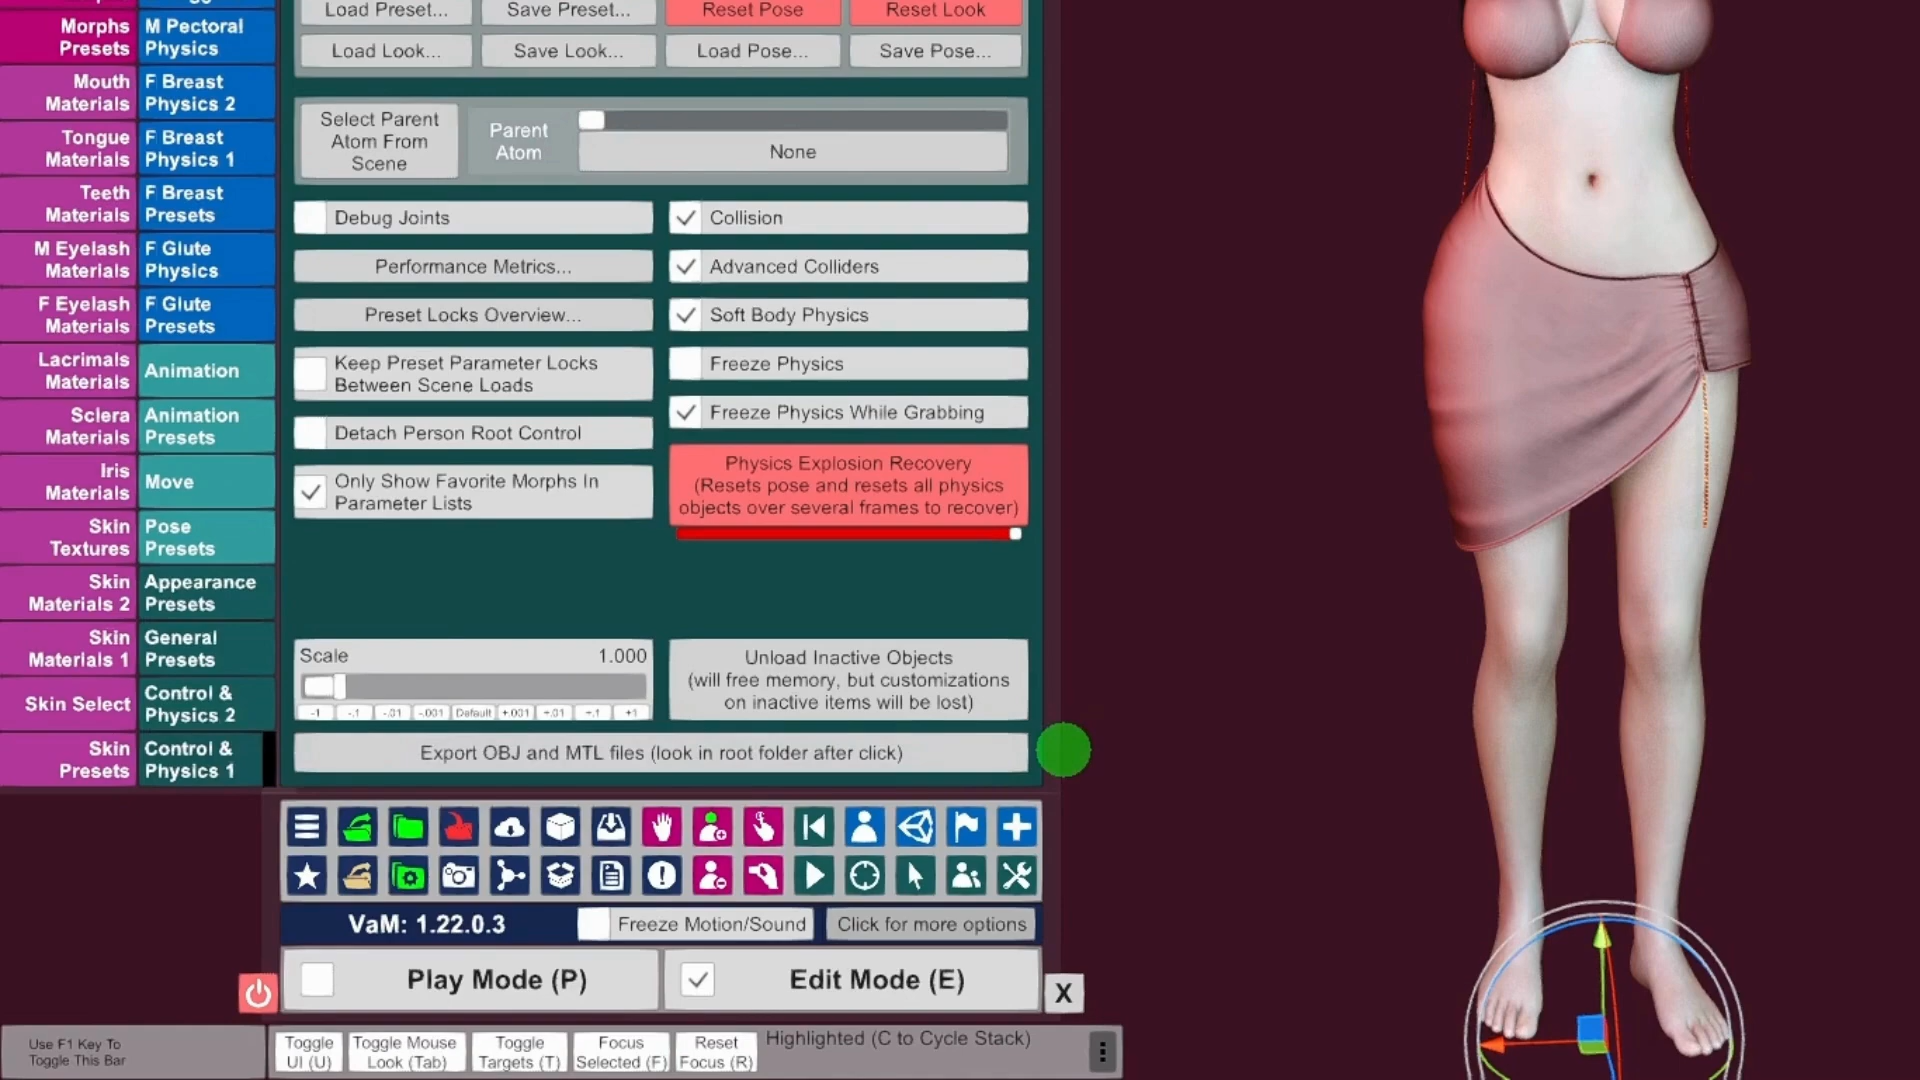 Load Preset...
Save Preset...
Reset Pose
Reset Look
Load Look...
Save Look...
Load Pose...
Save Pose...
Morphs
Presets
M Pectoral
Physics
Mouth
Materials
F Breast
Physics 2
Tongue
Materials
F Breast
Physics 1
Teeth
Materials
F Breast
Presets
M Eyelash
Materials
F Glute
Physics
F Eyelash
Materials
F Glute
Presets
Lacrimals
Materials
Animation
Sclera
Materials
Animation
Presets
Iris
Materials
Move
Skin
Textures
Pose
Presets
Skin
Materials 2
Appearance
Presets
Skin
Materials 1
General
Presets
Skin Select
Control &
Physics 2
Skin
Presets
Control &
Physics 1
Select Parent
Atom From
Scene
Parent
Atom
None
Debug Joints
Collision
Performance Metrics...
Advanced Colliders
Preset Locks Overview...
Soft Body Physics
Keep Preset Parameter Locks
Between Scene Loads
Freeze Physics
Detach Person Root Control
Freeze Physics While Grabbing
Only Show Favorite Morphs In
Parameter Lists
Physics Explosion Recovery
(Resets pose and resets all physics
objects over several frames to recover)
Scale
1.000
-1 -.1 -.01 -.001 Default +.001 +.01 +.1 +1
Unload Inactive Objects
(will free memory, but customizations
on inactive items will be lost)
Export OBJ and MTL files (look in root folder after click)
VaM: 1.22.0.3
Freeze Motion/Sound
Click for more options
Play Mode (P)
Edit Mode (E)
X
Use F1 Key To
Toggle This Bar
Toggle
UI (U)
Toggle Mouse
Look (Tab)
Toggle
Targets (T)
Focus
Selected (F)
Reset
Focus (R)
Highlighted (C to Cycle Stack)